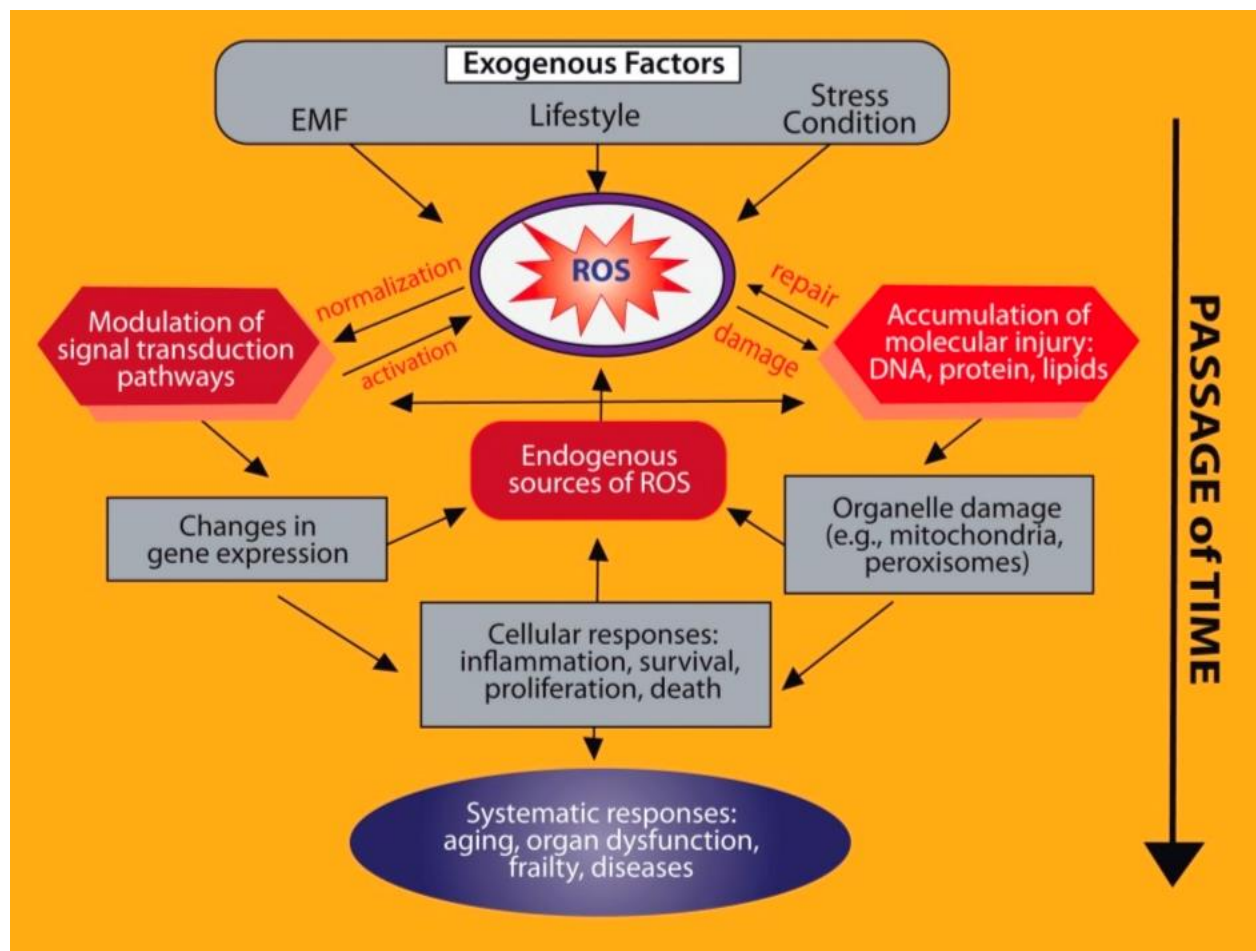 Exogenous Factors
EMF
Lifestyle
Stress
Condition
ROS
normalization
activation
repair
damage
Modulation of
signal transduction
pathways
Accumulation of
molecular injury:
DNA, protein, lipids
Endogenous
sources of ROS
Changes in
gene expression
Organelle damage
(e.g., mitochondria,
peroxisomes)
Cellular responses:
inflammation, survival,
proliferation, death
Systematic responses:
aging, organ dysfunction,
frailty, diseases
PASSAGE of TIME